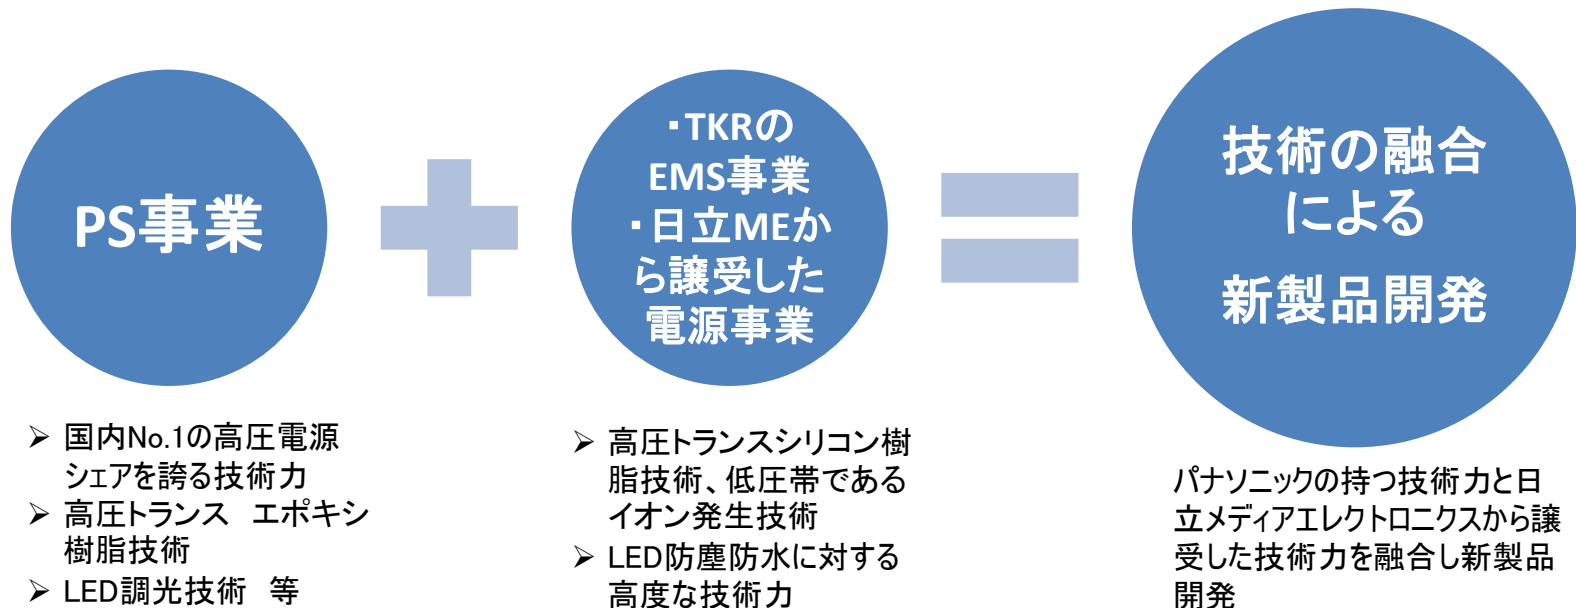 PS事業
・TKRの
EMS事業
・日立MEか
ら譲受した
電源事業
技術の融合
による
新製品開発
➢ 国内No.1の高圧電源
シェアを誇る技術力
➢ 高圧トランス　エポキシ
樹脂技術
➢ LED調光技術　等
➢ 高圧トランスシリコン樹
脂技術、低圧帯である
イオン発生技術
➢ LED防塵防水に対する
高度な技術力
パナソニックの持つ技術力と日
立メディアエレクトロニクスから譲
受した技術力を融合し新製品
開発